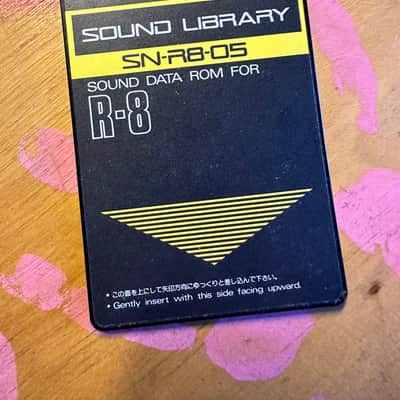 SOUND LIBRARY
SN-R8-05
SOUND DATA ROM FOR
R-8
* この面を上にして矢印方向にゆっくりと差し込んで下さい。
* Gently insert with this side facing upward.